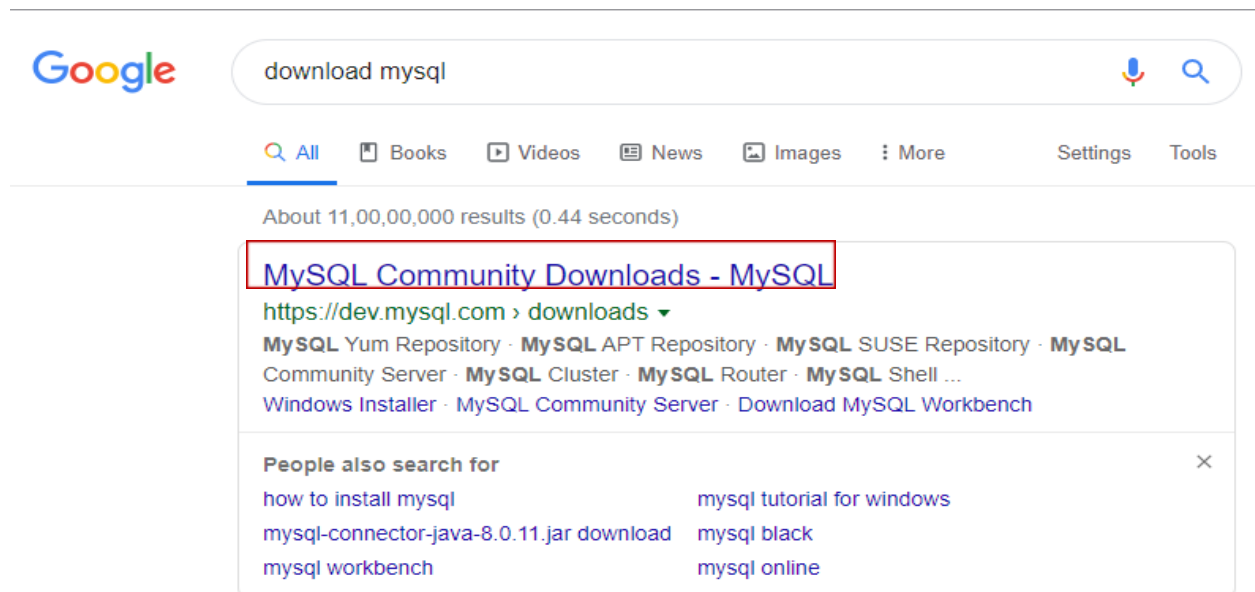 Google
download mysql
All Books Videos News Images More Settings Tools
About 11,00,00,000 results (0.44 seconds)
MySQL Community Downloads - MySQL
https://dev.mysql.com › downloads
MySQL Yum Repository · MySQL APT Repository · MySQL SUSE Repository · MySQL
Community Server · MySQL Cluster · MySQL Router · MySQL Shell ...
Windows Installer · MySQL Community Server · Download MySQL Workbench
People also search for
how to install mysql
mysql tutorial for windows
mysql-connector-java-8.0.11.jar download
mysql black
mysql workbench
mysql online